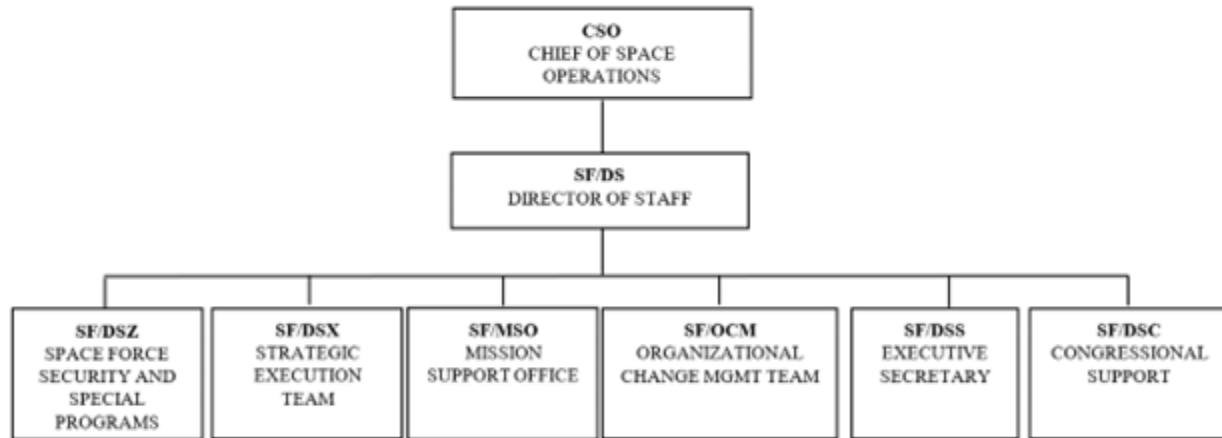 CSO
CHIEF OF SPACE
OPERATIONS
SF/DS
DIRECTOR OF STAFF
SF/DSZ
SPACE FORCE
SECURITY AND
SPECIAL
PROGRAMS
SF/DSX
STRATEGIC
EXECUTION
TEAM
SF/MSO
MISSION
SUPPORT OFFICE
SF/OCM
ORGANIZATIONAL
CHANGE MGMT TEAM
SF/DSS
EXECUTIVE
SECRETARY
SF/DSC
CONGRESSIONAL
SUPPORT